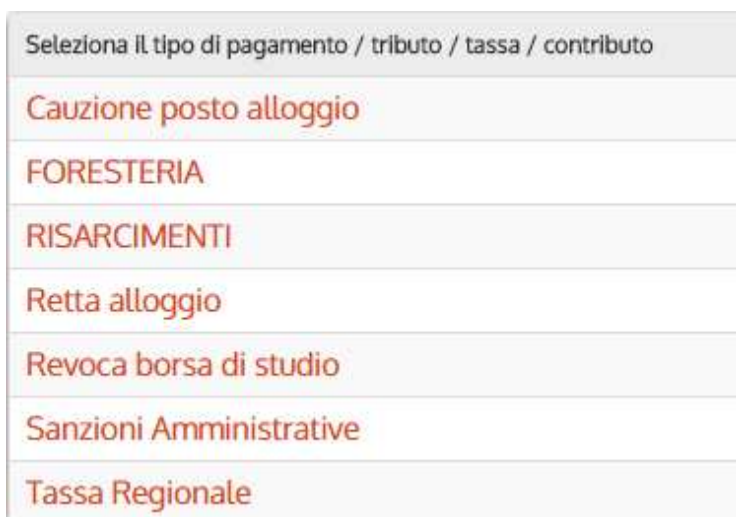 Seleziona il tipo di pagamento / tributo / tassa / contributo
Cauzione posto alloggio
FORESTERIA
RISARCIMENTI
Retta alloggio
Revoca borsa di studio
Sanzioni Amministrative
Tassa Regionale